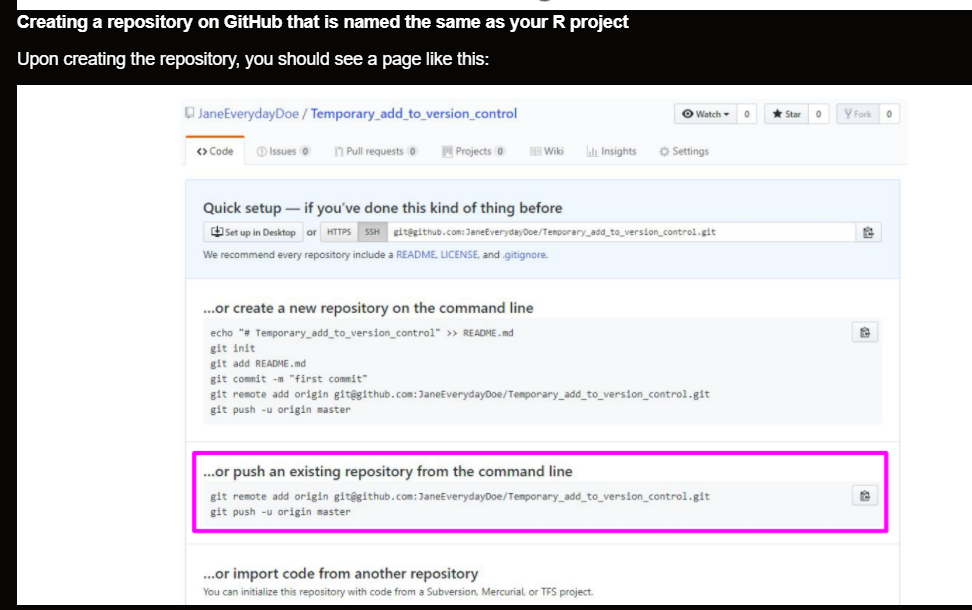 Creating a repository on GitHub that is named the same as your R project
Upon creating the repository, you should see a page like this:
JaneEverydayDoe / Temporary_add_to_version_control
Watch 0 Star 0 Fork 0
Code Issues 0 Pull requests 0 Projects 0 Wiki Insights Settings
Quick setup — if you've done this kind of thing before
Set up in Desktop or HTTPS SSH git@github.com:JaneEverydayDoe/Temporary_add_to_version_control.git
We recommend every repository include a README, LICENSE, and .gitignore.
...or create a new repository on the command line
echo "# Temporary_add_to_version_control" >> README.md
git init
git add README.md
git commit -m "first commit"
git remote add origin git@github.com:JaneEverydayDoe/Temporary_add_to_version_control.git
git push -u origin master
...or push an existing repository from the command line
git remote add origin git@github.com:JaneEverydayDoe/Temporary_add_to_version_control.git
git push -u origin master
...or import code from another repository
You can initialize this repository with code from a Subversion, Mercurial, or TFS project.